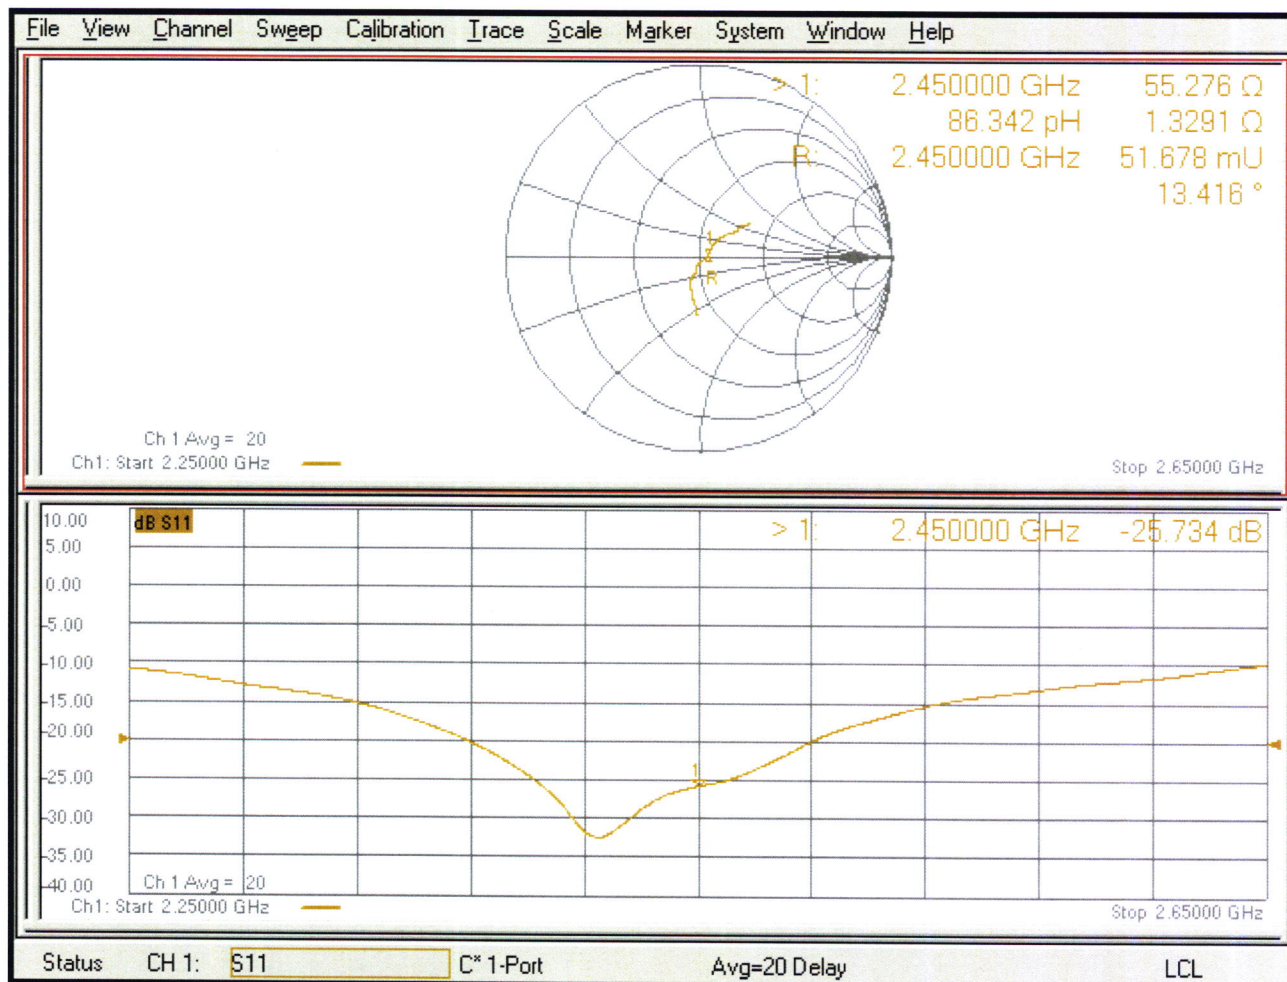 File View Channel Sweep Calibration Trace Scale Marker System Window Help
> 1: 2.450000 GHz 55.276 Ω
86.342 pH 1.3291 Ω
R: 2.450000 GHz 51.678 mU
13.416 °
1
R
Ch 1 Avg = 20
Ch1: Start 2.25000 GHz
Stop 2.65000 GHz
10.00
dB S11
> 1: 2.450000 GHz -25.734 dB
5.00
0.00
-5.00
-10.00
-15.00
-20.00
-25.00
1
-30.00
-35.00
-40.00
Ch 1 Avg = 20
Ch1: Start 2.25000 GHz
Stop 2.65000 GHz
Status CH 1: S11 C* 1-Port Avg=20 Delay LCL